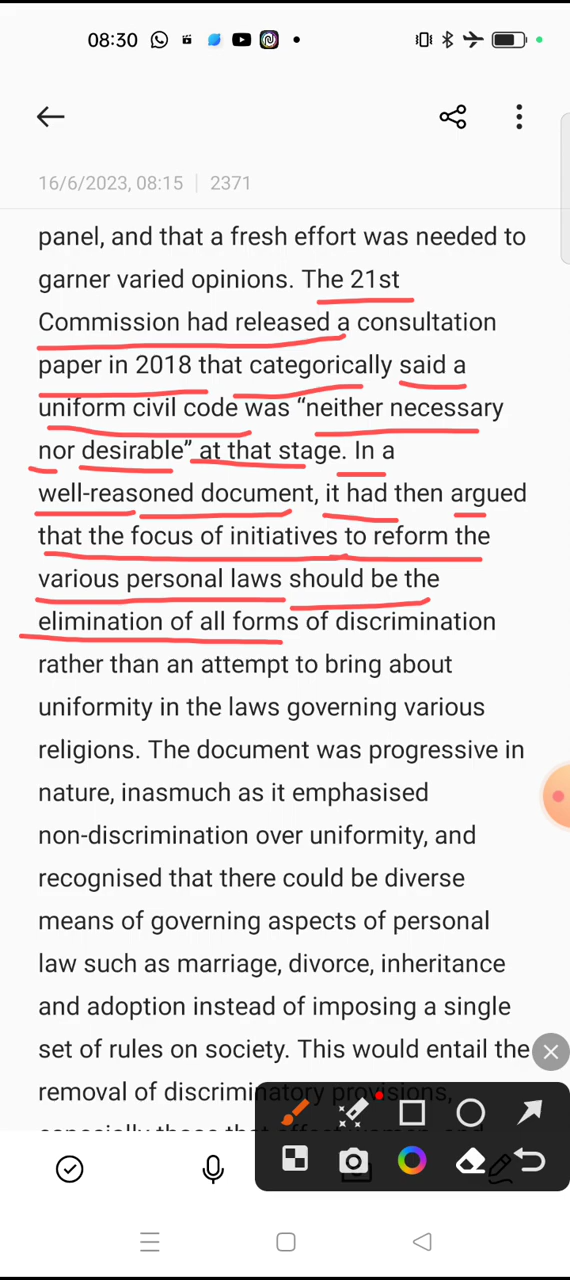 08:30
16/6/2023, 08:15 | 2371
panel, and that a fresh effort was needed to
garner varied opinions. The 21st
Commission had released a consultation
paper in 2018 that categorically said a
uniform civil code was “neither necessary
nor desirable” at that stage. In a
well-reasoned document, it had then argued
that the focus of initiatives to reform the
various personal laws should be the
elimination of all forms of discrimination
rather than an attempt to bring about
uniformity in the laws governing various
religions. The document was progressive in
nature, inasmuch as it emphasised
non-discrimination over uniformity, and
recognised that there could be diverse
means of governing aspects of personal
law such as marriage, divorce, inheritance
and adoption instead of imposing a single
set of rules on society. This would entail the
removal of discriminatory provisions,